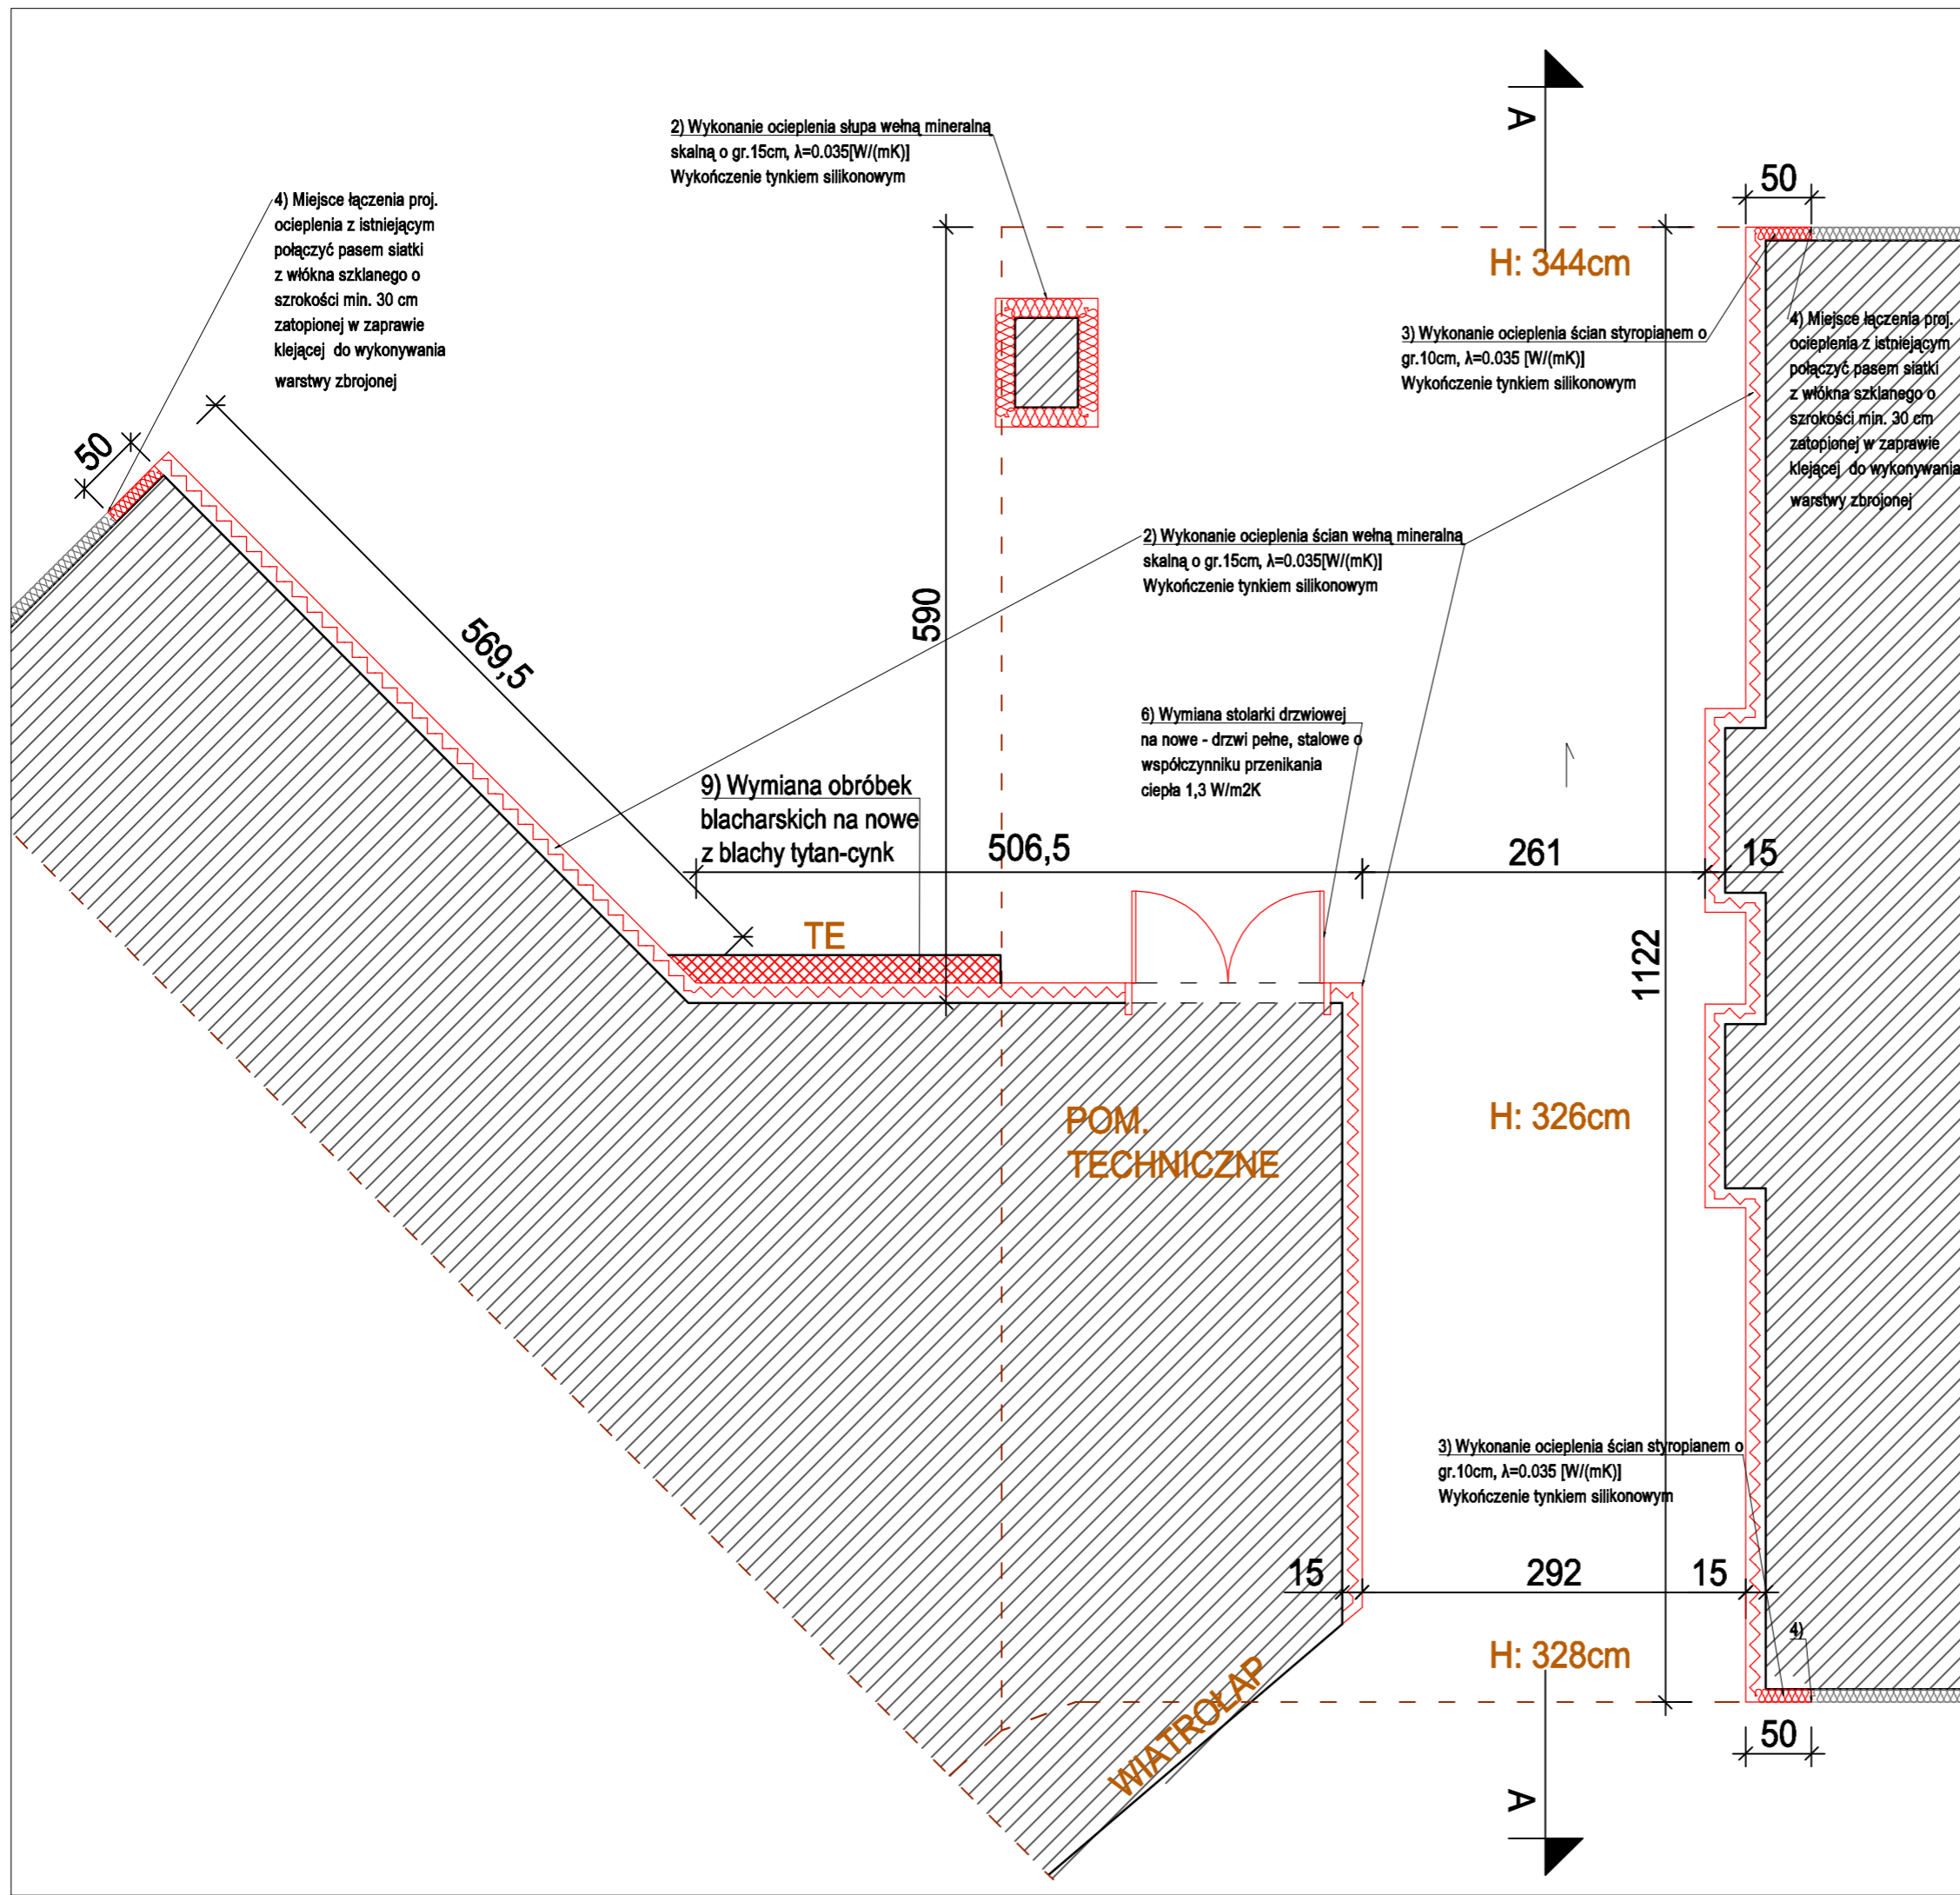 2) Wykonanie ocieplenia słupa wełną mineralną
skalną o gr.15cm, λ=0.035[W/(mK)]
Wykończenie tynkiem silikonowym
A
50
4) Miejsce łączenia proj.
ocieplenia z istniejącym
połączyć pasem siatki
z włókna szklanego o
szrokości min. 30 cm
zatopionej w zaprawie
klejącej do wykonywania
warstwy zbrojonej
H: 344cm
3) Wykonanie ocieplenia ścian styropianem o
gr.10cm, λ=0.035 [W/(mK)]
Wykończenie tynkiem silikonowym
4) Miejsce łączenia proj.
ocieplenia z istniejącym
połączyć pasem siatki
z włókna szklanego o
szrokości min. 30 cm
zatopionej w zaprawie
klejącej do wykonywania
warstwy zbrojonej
50
2) Wykonanie ocieplenia ścian wełną mineralną
skalną o gr.15cm, λ=0.035[W/(mK)]
Wykończenie tynkiem silikonowym
590
569,5
6) Wymiana stolarki drzwiowej
na nowe - drzwi pełne, stalowe o
współczynniku przenikania
ciepła 1,3 W/m2K
9) Wymiana obróbek
blacharskich na nowe
z blachy tytan-cynk
506,5
261
15
TE
1122
POM.
TECHNICZNE
H: 326cm
3) Wykonanie ocieplenia ścian styropianem o
gr.10cm, λ=0.035 [W/(mK)]
Wykończenie tynkiem silikonowym
15
292
15
4)
H: 328cm
WIATROŁAP
50
A